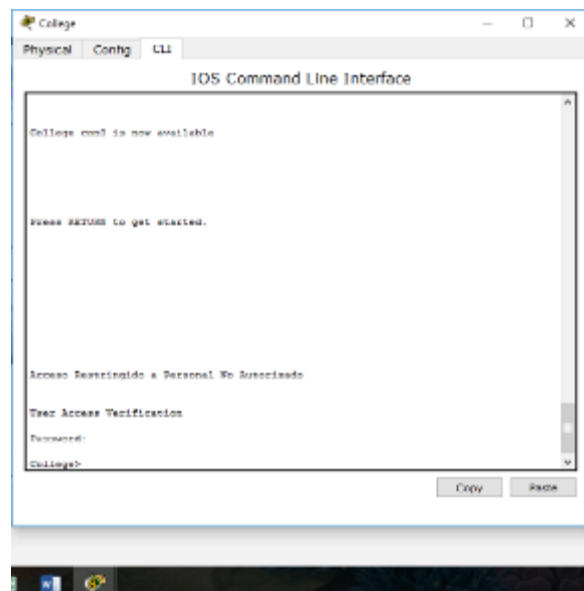 College
Physical Config CLI
IOS Command Line Interface
College con0 is now available
Press RETURN to get started.
Acceso Restringido a Personal No Autorizado
User Access Verification
Password:
College>
Copy Paste